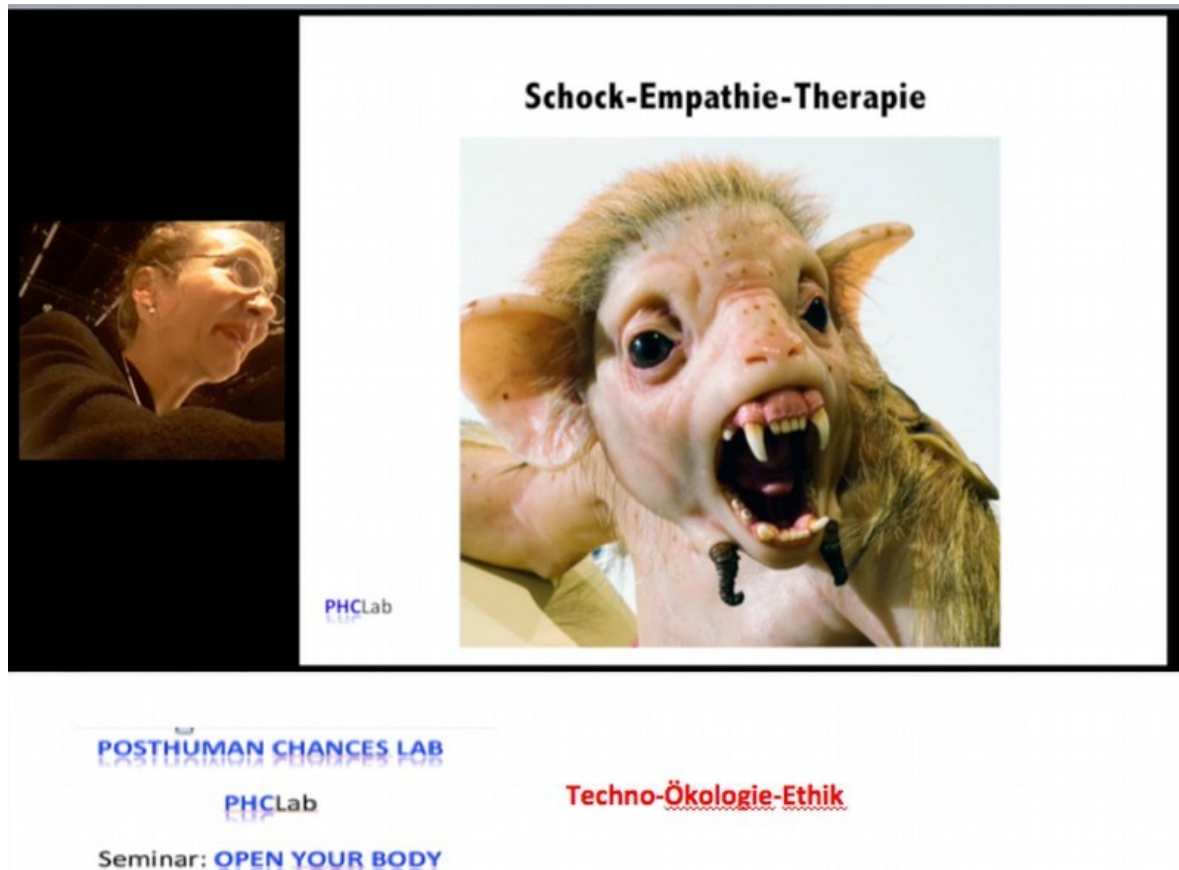 Schock-Empathie-Therapie
PHCLab
POSTHUMAN CHANCES LAB
PHCLab
Techno-Ökologie-Ethik
Seminar: OPEN YOUR BODY